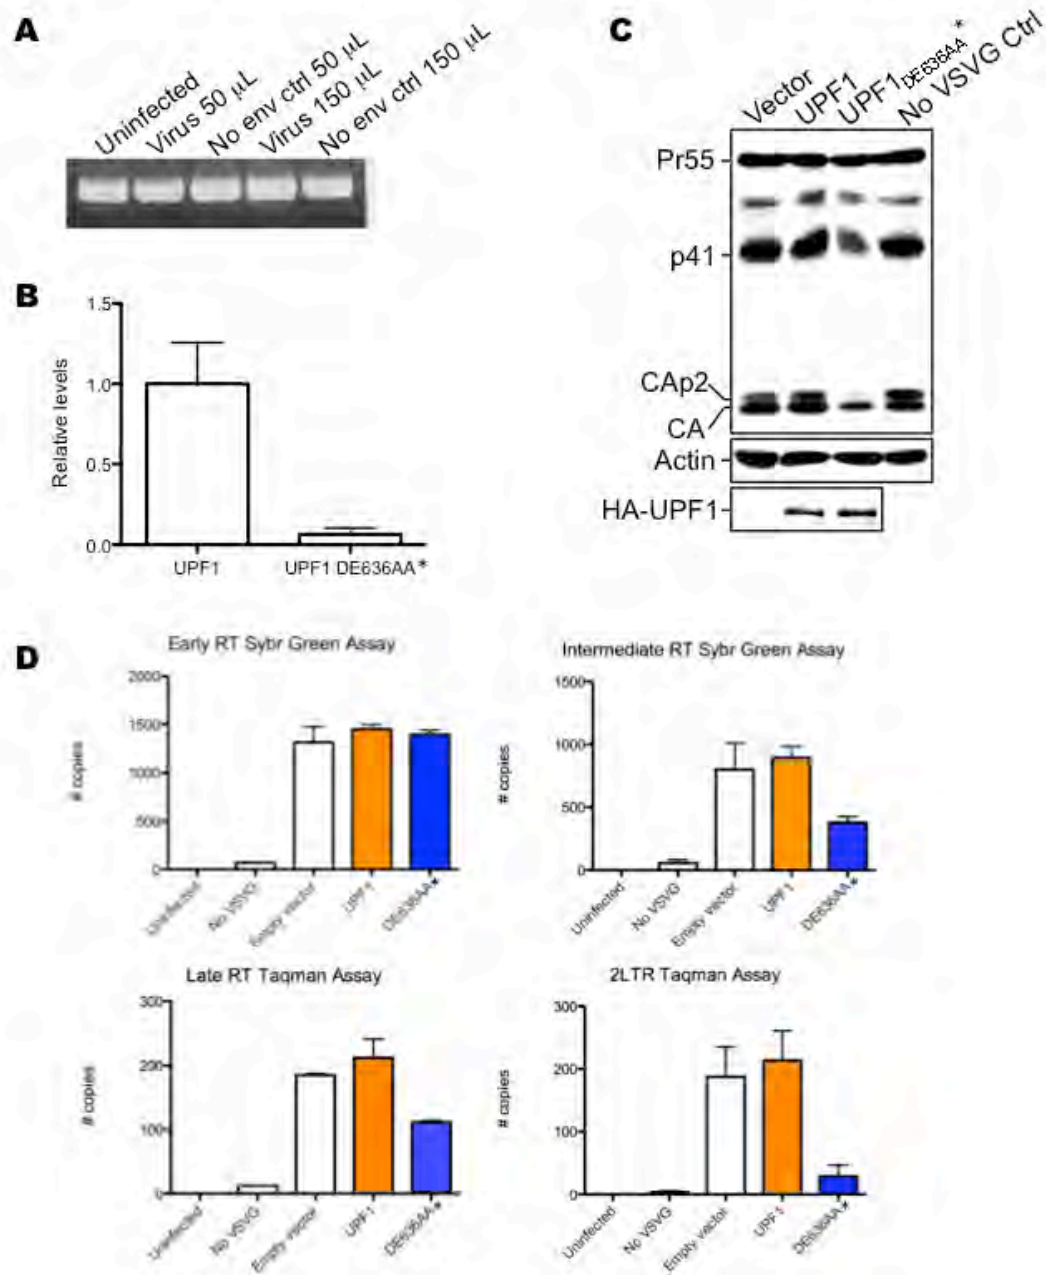 A
Uninfected
Virus 50 µL
No env ctrl 50 µL
Virus 150 µL
No env ctrl 150 µL
B
Relative levels
1.5
1.0
0.5
0.0
UPF1
UPF1 DE636AA*
C
Vector
UPF1
UPF1DE636AA*
No VSVG Ctrl
Pr55
p41
CAp2
CA
Actin
HA-UPF1
D
Early RT Sybr Green Assay
# copies
2000
1500
1000
500
0
Uninfected
No VSVG
Empty vector
UPF1
DE636AA*
Intermediate RT Sybr Green Assay
# copies
1500
1000
500
0
Uninfected
No VSVG
Empty vector
UPF1
DE636AA*
Late RT Taqman Assay
# copies
300
200
100
0
Uninfected
No VSVG
Empty vector
UPF1
DE636AA*
2LTR Taqman Assay
# copies
300
200
100
0
Uninfected
No VSVG
Empty vector
UPF1
DE636AA*